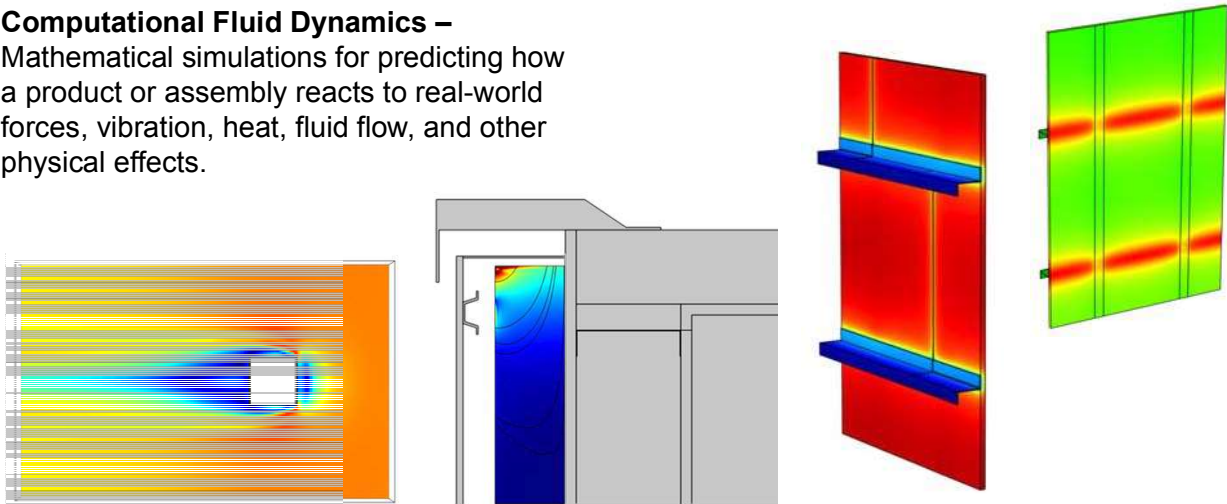 Computational Fluid Dynamics –
Mathematical simulations for predicting how
a product or assembly reacts to real-world
forces, vibration, heat, fluid flow, and other
physical effects.